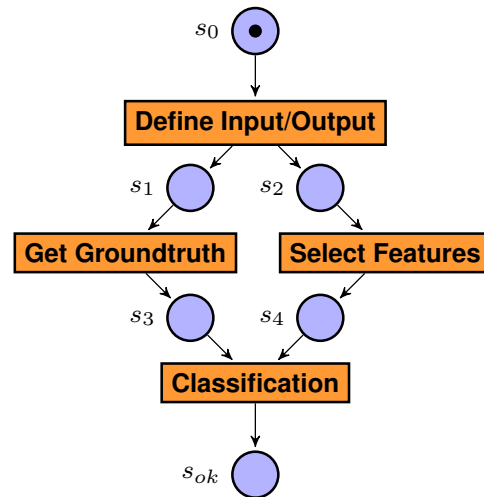 s0
Define Input/Output
s1 s2
Get Groundtruth Select Features
s3 s4
Classification
sok